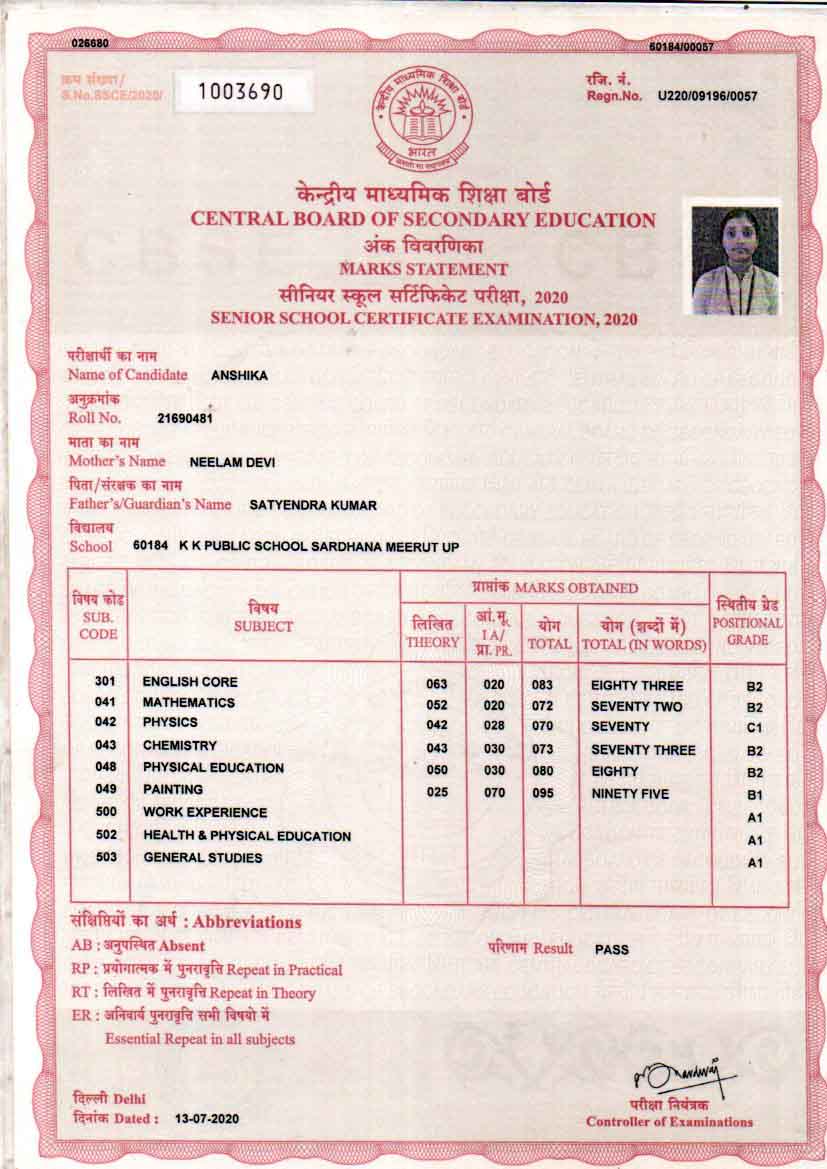 026680
60184/00057
क्रम संख्या/
S.No.SSCE/2020/
1003690
रजि. नं.
Regn.No. U220/09196/0057
केन्द्रीय माध्यमिक शिक्षा बोर्ड
भारत
केन्द्रीय माध्यमिक शिक्षा बोर्ड
CENTRAL BOARD OF SECONDARY EDUCATION
अंक विवरणिका
MARKS STATEMENT
सीनियर स्कूल सर्टिफिकेट परीक्षा, 2020
SENIOR SCHOOL CERTIFICATE EXAMINATION, 2020
परीक्षार्थी का नाम
Name of Candidate ANSHIKA
अनुक्रमांक
Roll No. 21690481
माता का नाम
Mother's Name NEELAM DEVI
पिता/संरक्षक का नाम
Father's/Guardian's Name SATYENDRA KUMAR
विद्यालय
School 60184 K K PUBLIC SCHOOL SARDHANA MEERUT UP
विषय कोड
SUB. CODE
विषय
SUBJECT
प्राप्तांक MARKS OBTAINED
लिखित
THEORY
आं.मू.
I A/
प्रा. PR.
योग
TOTAL
योग (शब्दों में)
TOTAL (IN WORDS)
स्थितीय ग्रेड
POSITIONAL GRADE
301 ENGLISH CORE 063 020 083 EIGHTY THREE B2
041 MATHEMATICS 052 020 072 SEVENTY TWO B2
042 PHYSICS 042 028 070 SEVENTY C1
043 CHEMISTRY 043 030 073 SEVENTY THREE B2
048 PHYSICAL EDUCATION 050 030 080 EIGHTY B2
049 PAINTING 025 070 095 NINETY FIVE B1
500 WORK EXPERIENCE A1
502 HEALTH & PHYSICAL EDUCATION A1
503 GENERAL STUDIES A1
संक्षिप्तियों का अर्थ : Abbreviations
AB : अनुपस्थित Absent
परिणाम Result PASS
RP : प्रयोगात्मक में पुनरावृत्ति Repeat in Practical
RT : लिखित में पुनरावृत्ति Repeat in Theory
ER : अनिवार्य पुनरावृत्ति सभी विषयो में
Essential Repeat in all subjects
दिल्ली Delhi
दिनांक Dated : 13-07-2020
परीक्षा नियंत्रक
Controller of Examinations